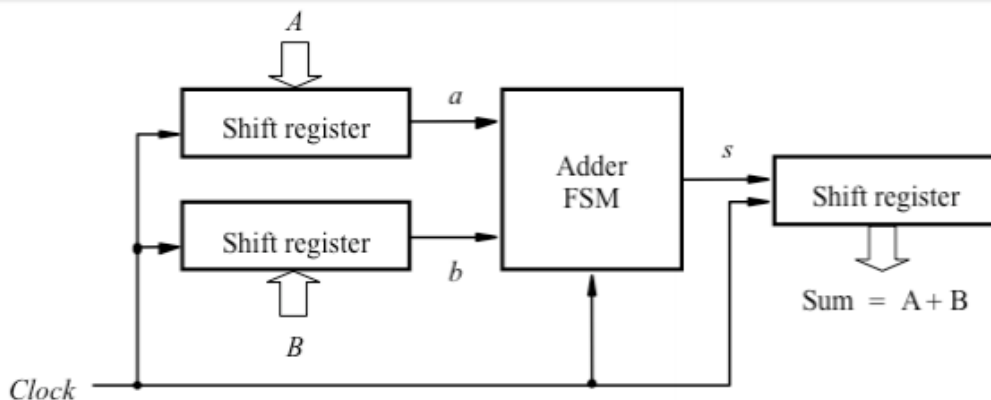 A
Shift register
a
Adder
FSM
s
Shift register
Shift register
b
Sum = A + B
B
Clock